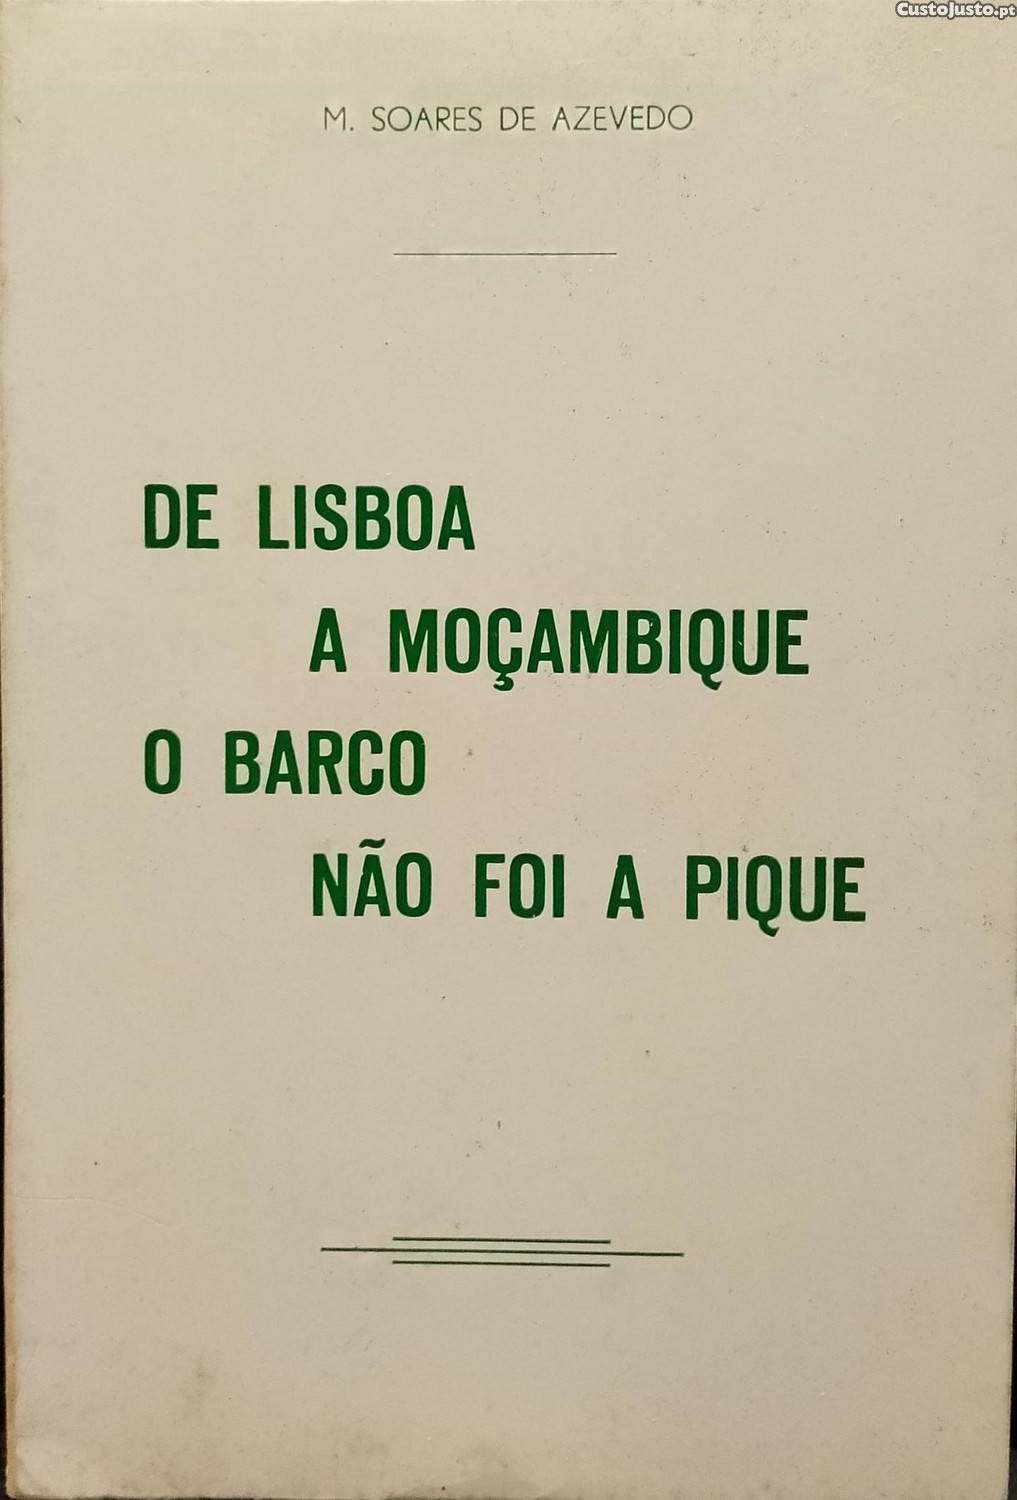 CustoJusto.pt
M. SOARES DE AZEVEDO
DE LISBOA
A MOÇAMBIQUE
O BARCO
NÃO FOI A PIQUE